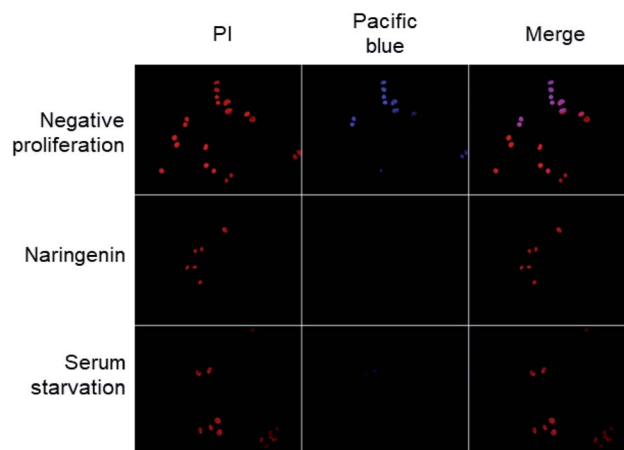 PI
Pacific
blue
Merge
Negative
proliferation
Naringenin
Serum
starvation